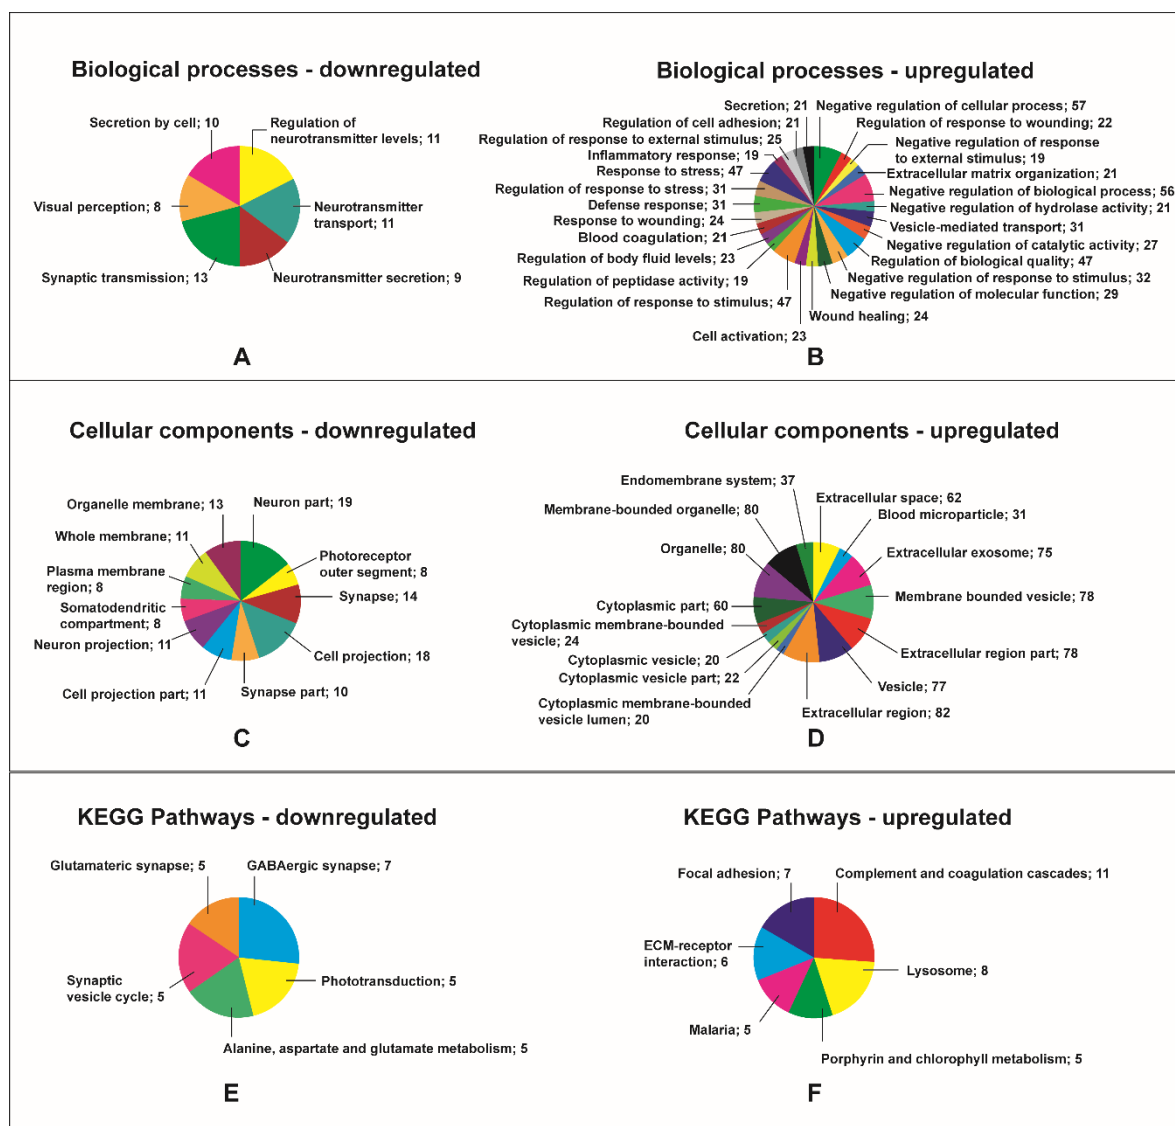 Biological processes - downregulated
Secretion by cell; 10
Regulation of
neurotransmitter levels; 11
Visual perception; 8
Neurotransmitter
transport; 11
Synaptic transmission; 13
Neurotransmitter secretion; 9
A
Biological processes - upregulated
Secretion; 21
Negative regulation of cellular process; 57
Regulation of cell adhesion; 21
Regulation of response to wounding; 22
Regulation of response to external stimulus; 25
Negative regulation of response
to external stimulus; 19
Inflammatory response; 19
Response to stress; 47
Extracellular matrix organization; 21
Regulation of response to stress; 31
Negative regulation of biological process; 56
Defense response; 31
Negative regulation of hydrolase activity; 21
Response to wounding; 24
Vesicle-mediated transport; 31
Blood coagulation; 21
Negative regulation of catalytic activity; 27
Regulation of body fluid levels; 23
Regulation of biological quality; 47
Regulation of peptidase activity; 19
Negative regulation of response to stimulus; 32
Regulation of response to stimulus; 47
Negative regulation of molecular function; 29
Wound healing; 24
Cell activation; 23
B
Cellular components - downregulated
Organelle membrane; 13
Neuron part; 19
Whole membrane; 11
Photoreceptor
outer segment; 8
Plasma membrane
region; 8
Synapse; 14
Somatodendritic
compartment; 8
Neuron projection; 11
Cell projection; 18
Cell projection part; 11
Synapse part; 10
C
Cellular components - upregulated
Endomembrane system; 37
Extracellular space; 62
Membrane-bounded organelle; 80
Blood microparticle; 31
Organelle; 80
Extracellular exosome; 75
Cytoplasmic part; 60
Membrane bounded vesicle; 78
Cytoplasmic membrane-bounded
vesicle; 24
Extracellular region part; 78
Cytoplasmic vesicle; 20
Cytoplasmic vesicle part; 22
Vesicle; 77
Cytoplasmic membrane-bounded
vesicle lumen; 20
Extracellular region; 82
D
KEGG Pathways - downregulated
Glutamateric synapse; 5
GABAergic synapse; 7
Synaptic
vesicle cycle; 5
Phototransduction; 5
Alanine, aspartate and glutamate metabolism; 5
E
KEGG Pathways - upregulated
Focal adhesion; 7
Complement and coagulation cascades; 11
ECM-receptor
interaction; 6
Lysosome; 8
Malaria; 5
Porphyrin and chlorophyll metabolism; 5
F